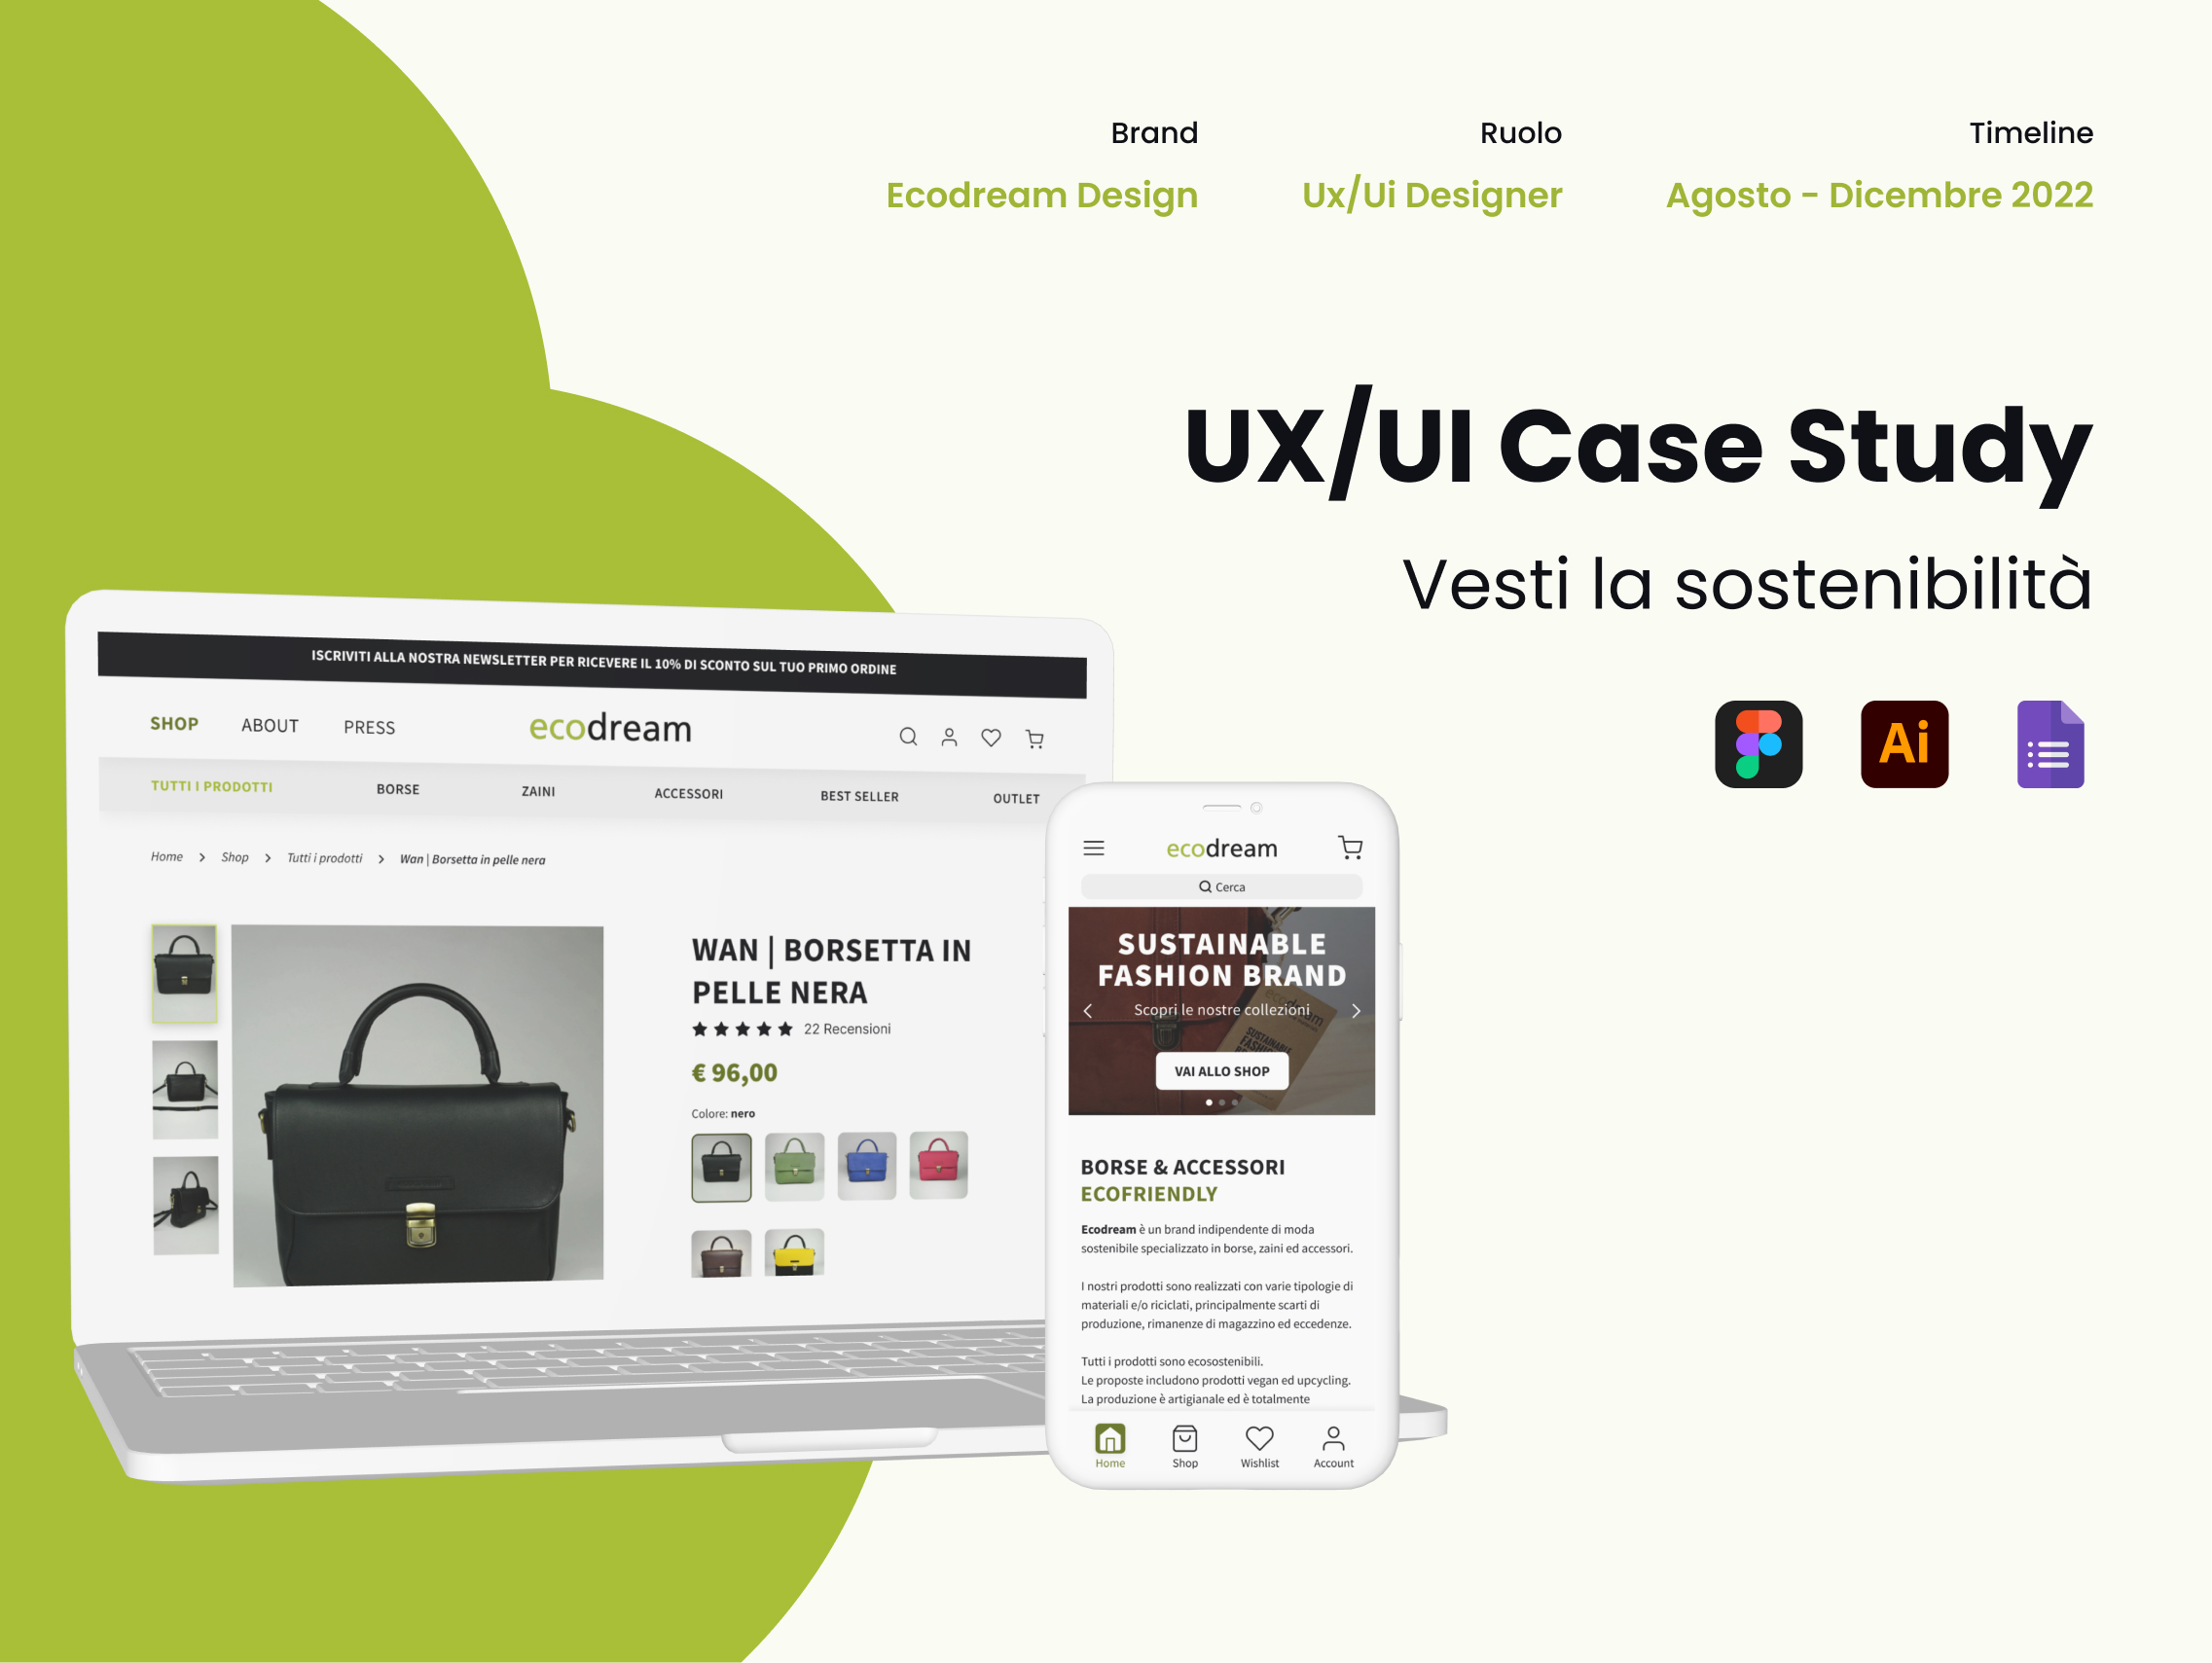 Brand
Ecodream Design
Ruolo
Ux/Ui Designer
Timeline
Agosto - Dicembre 2022
UX/UI Case Study
Vesti la sostenibilità
Ai
ISCRIVITI ALLA NOSTRA NEWSLETTER PER RICEVERE IL 10% DI SCONTO SUL TUO PRIMO ORDINE
SHOP ABOUT PRESS ecodream
TUTTI I PRODOTTI BORSE ZAINI ACCESSORI BEST SELLER OUTLET
Home > Shop > Tutti i prodotti > Wan | Borsetta in pelle nera
WAN | BORSETTA IN
PELLE NERA
22 Recensioni
€ 96,00
Colore: nero
ecodream
Cerca
SUSTAINABLE
FASHION BRAND
Scopri le nostre collezioni
VAI ALLO SHOP
BORSE & ACCESSORI
ECOFRIENDLY
Ecodream è un brand indipendente di moda
sostenibile specializzato in borse, zaini ed accessori.
I nostri prodotti sono realizzati con varie tipologie di
materiali e/o riciclati, principalmente scarti di
produzione, rimanenze di magazzino ed eccedenze.
Tutti i prodotti sono ecosostenibili.
Le proposte includono prodotti vegan ed upcycling.
La produzione è artigianale ed è totalmente
Home Shop Wishlist Account